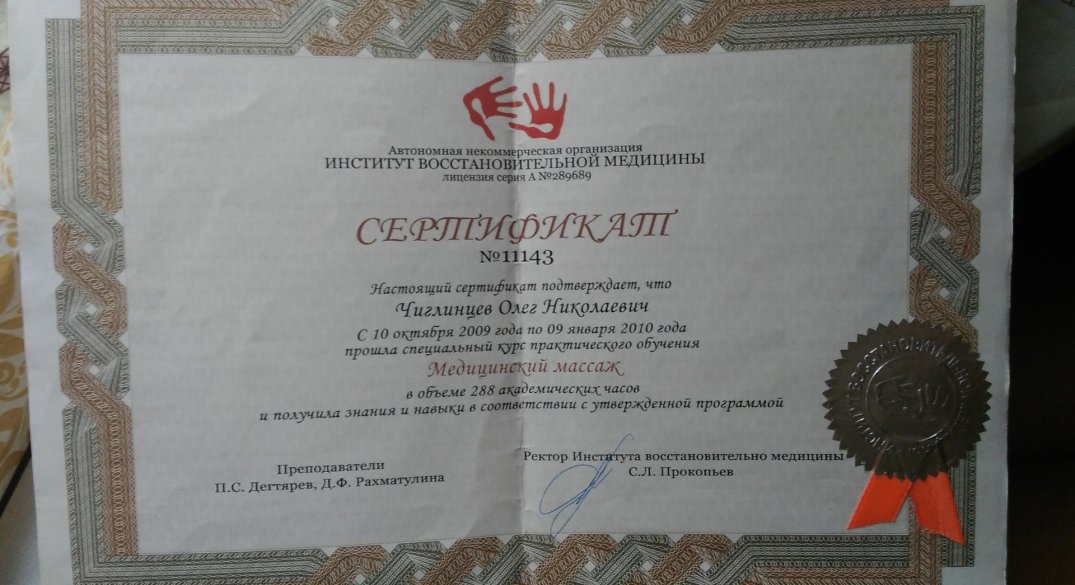 Автономная некоммерческая организация
ИНСТИТУТ ВОССТАНОВИТЕЛЬНОЙ МЕДИЦИНЫ
лицензия серия А №289689
СЕРТИФИКАТ
№11143
Настоящий сертификат подтверждает, что
Чиглинцев Олег Николаевич
С 10 октября 2009 года по 09 января 2010 года
прошла специальный курс практического обучения
Медицинский массаж
в объеме 288 академических часов
и получила знания и навыки в соответствии с утвержденной программой
Преподаватели
П.С. Дегтярев, Д.Ф. Рахматулина
Ректор Института восстановительно медицины
С.Л. Прокопьев